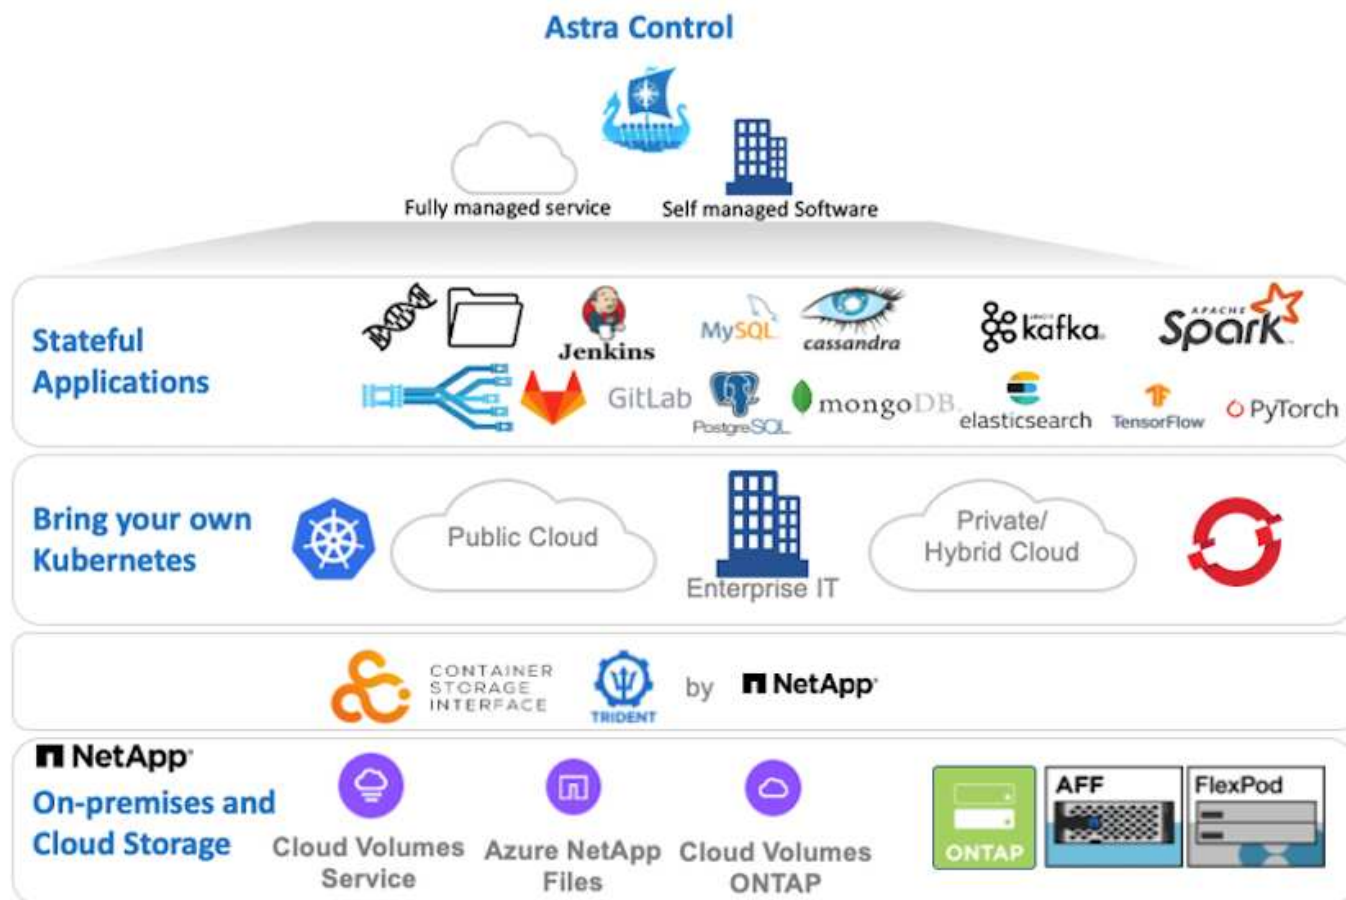 Astra Control
Fully managed service
Self managed Software
Stateful
Applications
Jenkins
MySQL
cassandra
kafka
APACHE
Spark
GitLab
PostgreSQL
mongoDB
elasticsearch
TensorFlow
PyTorch
Bring your own
Kubernetes
Public Cloud
Enterprise IT
Private/
Hybrid Cloud
CONTAINER
STORAGE
INTERFACE
TRIDENT
by
NetApp
NetApp
On-premises and
Cloud Storage
Cloud Volumes
Service
Azure NetApp
Files
Cloud Volumes
ONTAP
ONTAP
AFF
FlexPod